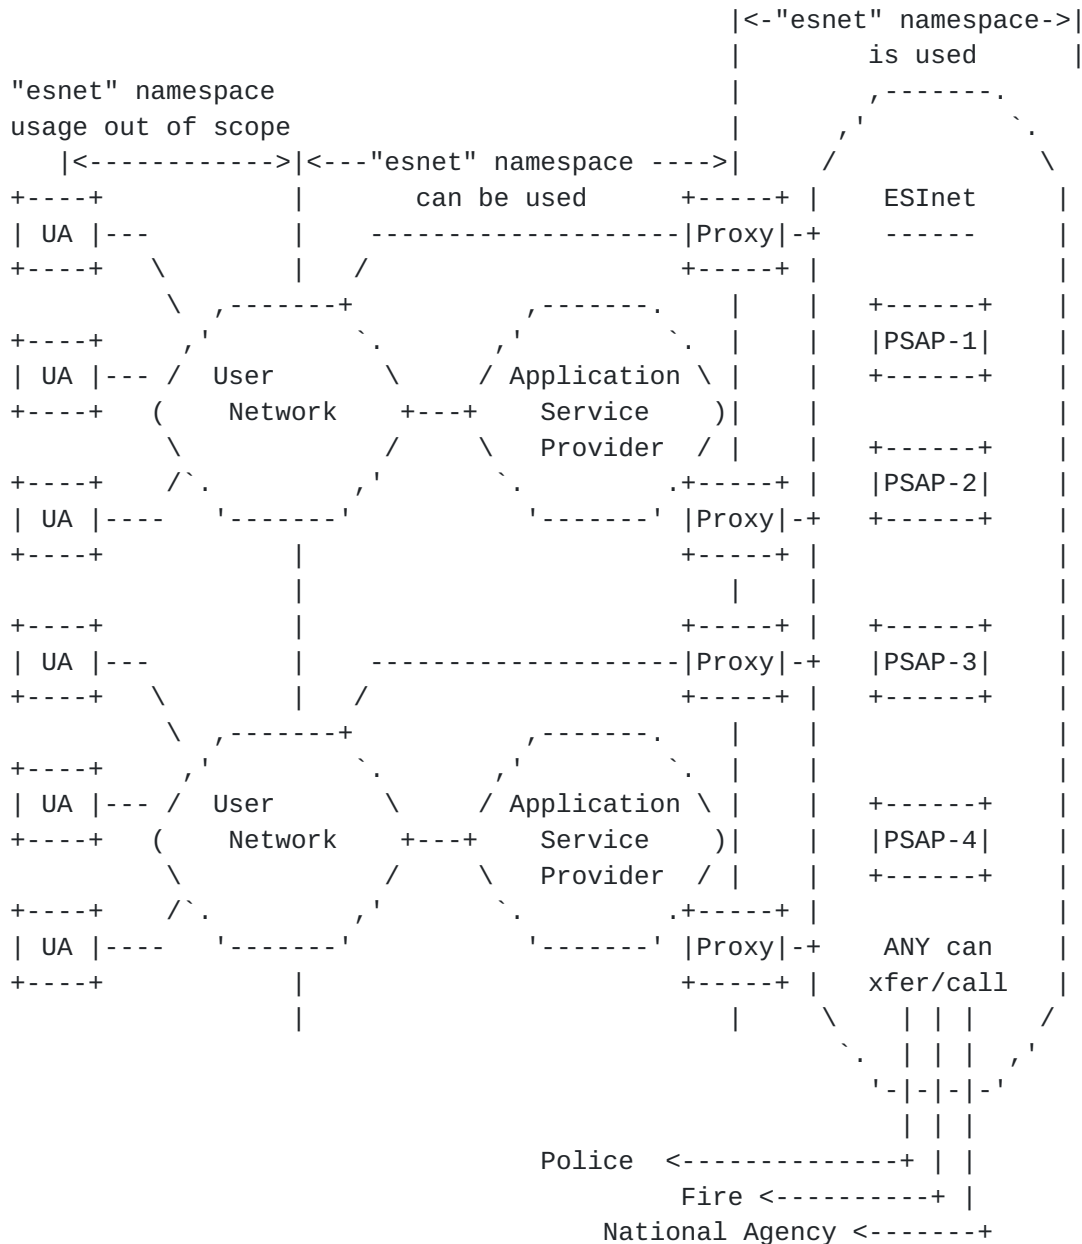 |<-"esnet" namespace->|
is used
"esnet" namespace
usage out of scope
|<------------>|<---"esnet" namespace ---->|
can be used
ESInet
UA
Proxy
------
PSAP-1
UA
User
Application
Network
Service
Provider
PSAP-2
UA
Proxy
UA
Proxy
PSAP-3
UA
User
Application
Network
Service
PSAP-4
Provider
UA
Proxy
ANY can
xfer/call
Police <--------------+
Fire <----------+
National Agency <-------+